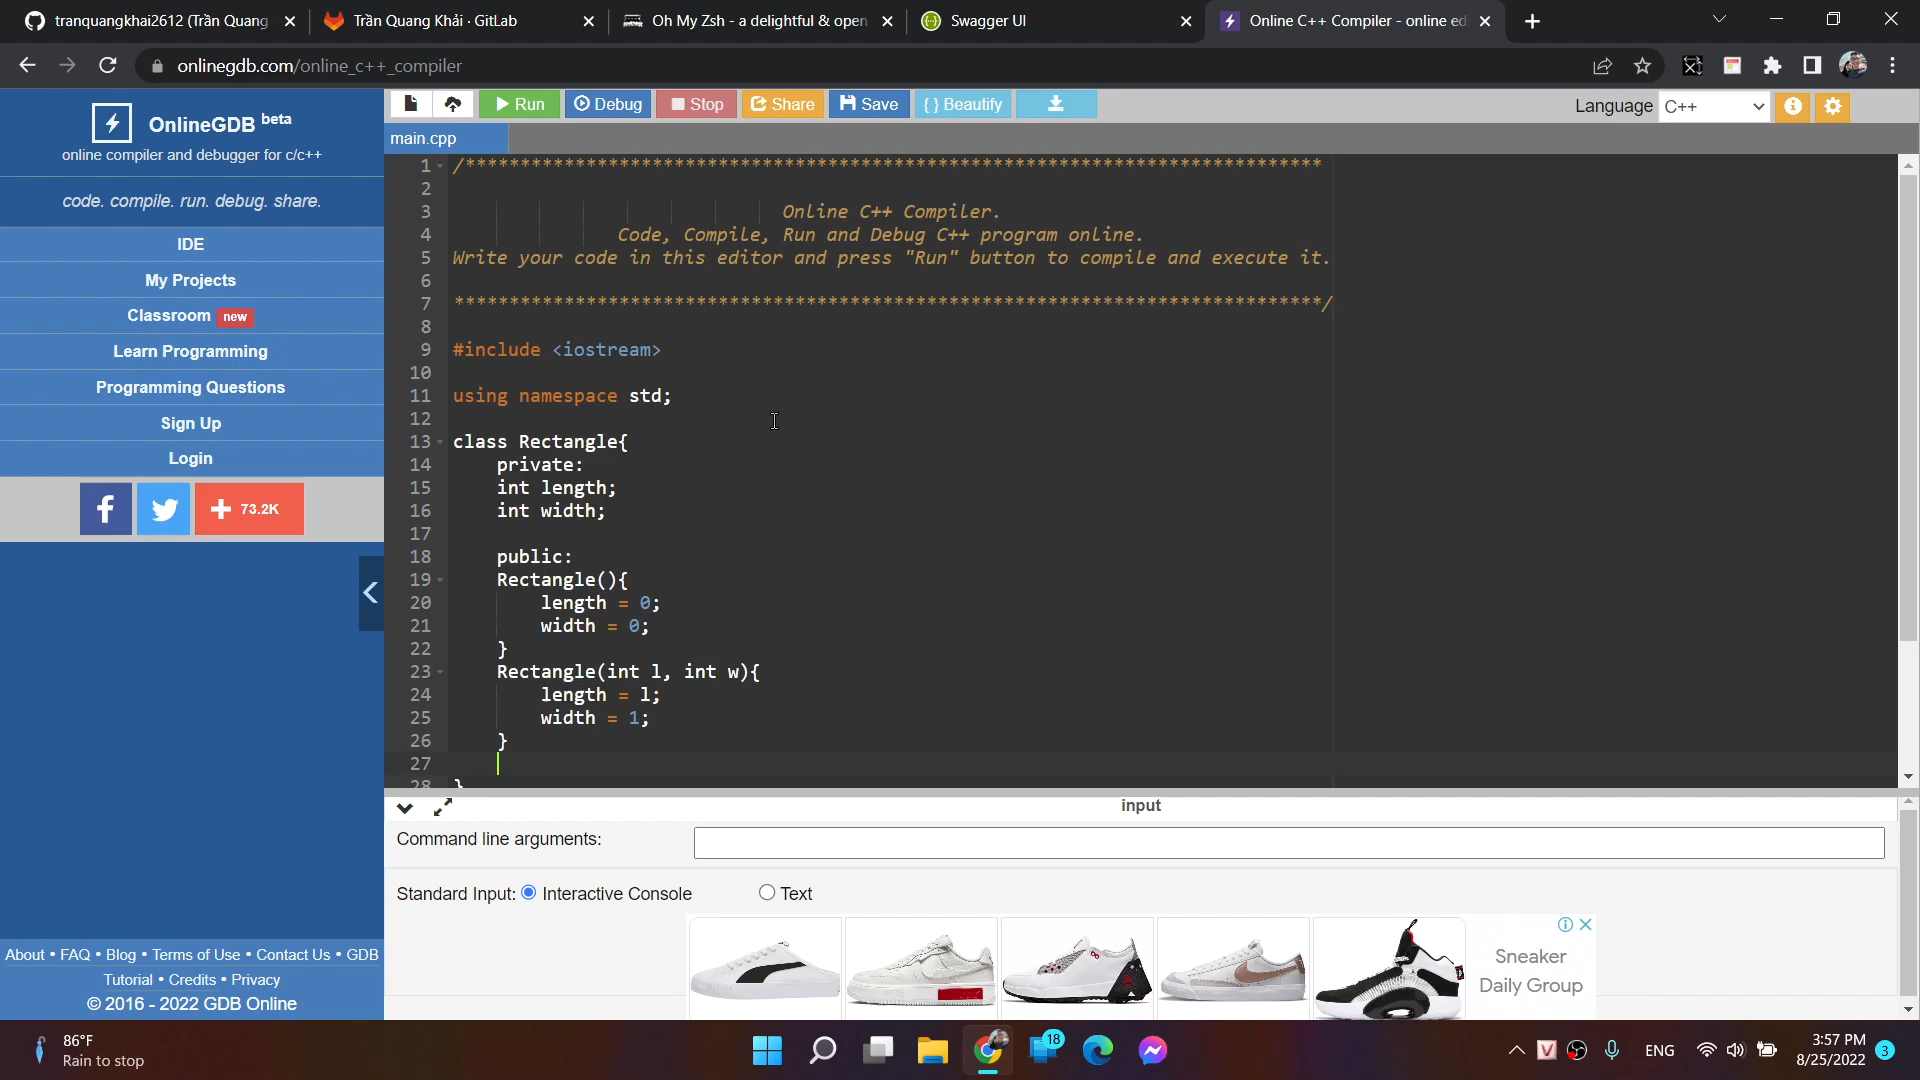 tranquangkhai2612 (Trần Quang
Trần Quang Khải · GitLab
Oh My Zsh - a delightful & open
Swagger UI
Online C++ Compiler - online ed
onlinegdb.com/online_c++_compiler
OnlineGDB beta
online compiler and debugger for c/c++
code. compile. run. debug. share.
IDE
My Projects
Classroom new
Learn Programming
Programming Questions
Sign Up
Login
73.2K
About • FAQ • Blog • Terms of Use • Contact Us • GDB
Tutorial • Credits • Privacy
© 2016 - 2022 GDB Online
Run Debug Stop Share Save { } Beautify
Language C++
main.cpp
1 /******************************************************************************
2
3 Online C++ Compiler.
4 Code, Compile, Run and Debug C++ program online.
5 Write your code in this editor and press "Run" button to compile and execute it.
6
7 *******************************************************************************/
8
9 #include <iostream>
10
11 using namespace std;
12
13 class Rectangle{
14 private:
15 int length;
16 int width;
17
18 public:
19 Rectangle(){
20 length = 0;
21 width = 0;
22 }
23 Rectangle(int l, int w){
24 length = l;
25 width = 1;
26 }
27
28 }
input
Command line arguments:
Standard Input: Interactive Console Text
Sneaker
Daily Group
86°F
Rain to stop
18
ENG
3:57 PM
8/25/2022
3